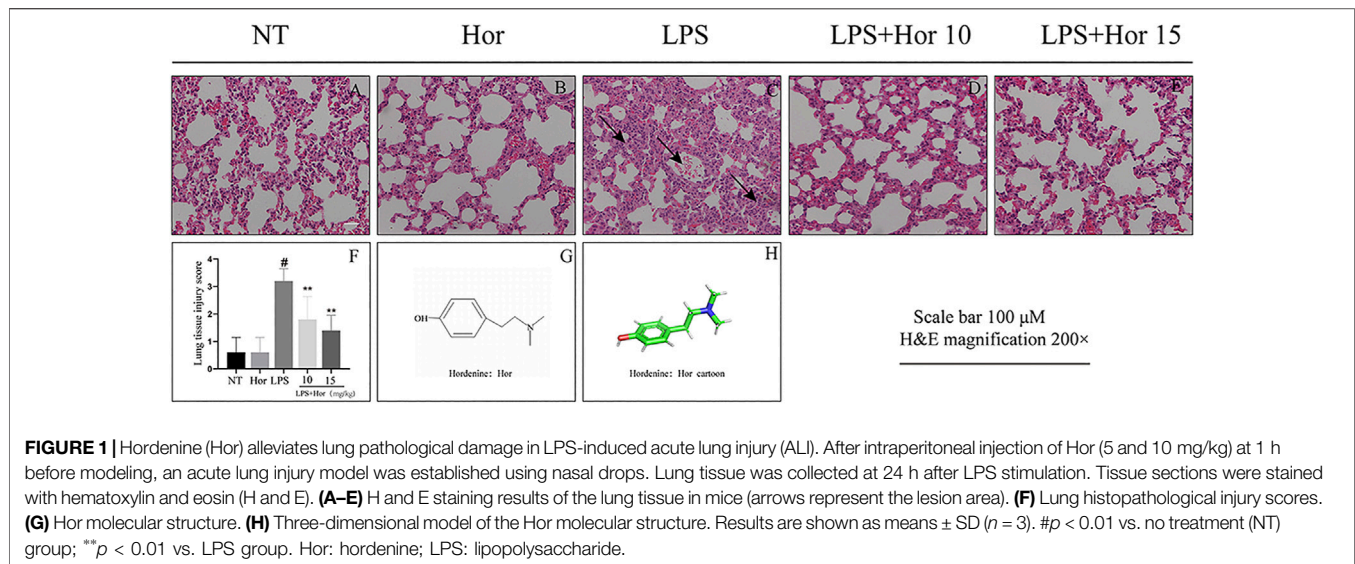 NT Hor LPS LPS+Hor 10 LPS+Hor 15
A B C D E
F
Lung tissue injury score
4
3
2
1
0
#
**
**
NT Hor LPS 10 15
LPS+Hor (mg/kg)
G
OH
N
Hordenine: Hor
H
Hordenine: Hor cartoon
Scale bar 100 μM
H&E magnification 200×
FIGURE 1 | Hordenine (Hor) alleviates lung pathological damage in LPS-induced acute lung injury (ALI). After intraperitoneal injection of Hor (5 and 10 mg/kg) at 1 h
before modeling, an acute lung injury model was established using nasal drops. Lung tissue was collected at 24 h after LPS stimulation. Tissue sections were stained
with hematoxylin and eosin (H and E). (A–E) H and E staining results of the lung tissue in mice (arrows represent the lesion area). (F) Lung histopathological injury scores.
(G) Hor molecular structure. (H) Three-dimensional model of the Hor molecular structure. Results are shown as means ± SD (n = 3). #p < 0.01 vs. no treatment (NT)
group; **p < 0.01 vs. LPS group. Hor: hordenine; LPS: lipopolysaccharide.